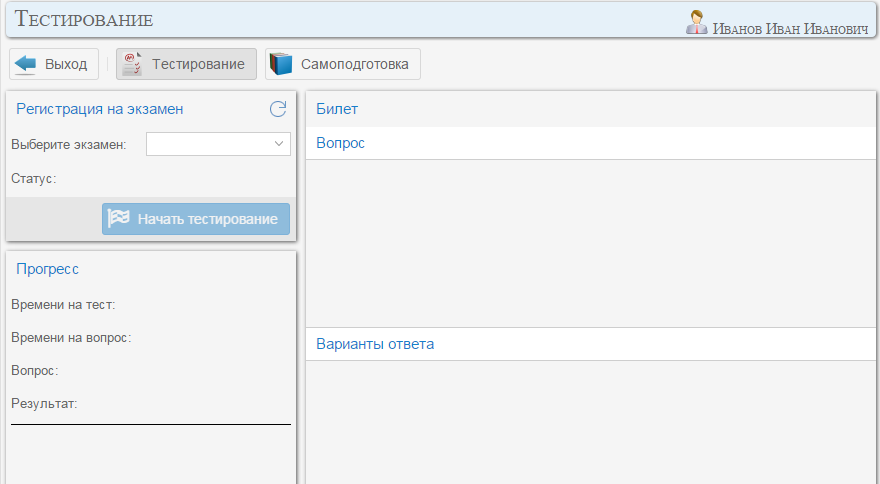 Тестирование
Иванов Иван Иванович
Выход Тестирование Самоподготовка
Регистрация на экзамен
Выберите экзамен:
Статус:
Начать тестирование
Прогресс
Времени на тест:
Времени на вопрос:
Вопрос:
Результат:
Билет
Вопрос
Варианты ответа